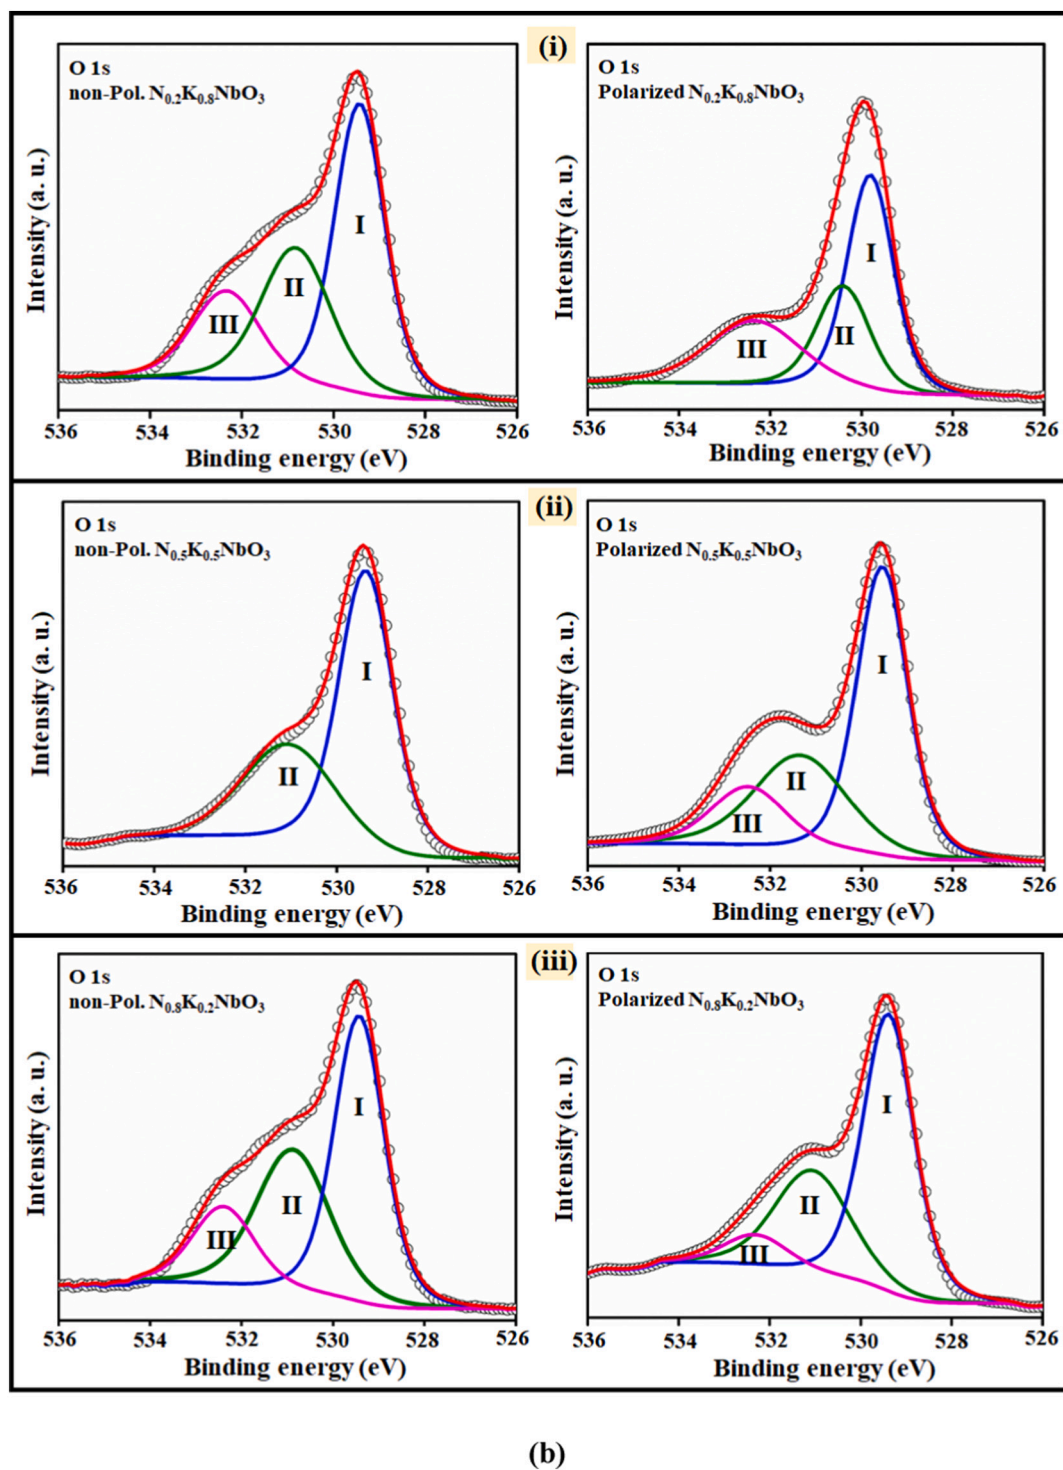 (i)
O 1s
non-Pol. N₀.₂K₀.₈NbO₃
I
II
III
Intensity (a. u.)
536 534 532 530 528 526
Binding energy (eV)
O 1s
Polarized N₀.₂K₀.₈NbO₃
I
II
III
Intensity (a. u.)
536 534 532 530 528 526
Binding energy (eV)
(ii)
O 1s
non-Pol. N₀.₅K₀.₅NbO₃
I
II
Intensity (a. u.)
536 534 532 530 528 526
Binding energy (eV)
O 1s
Polarized N₀.₅K₀.₅NbO₃
I
II
III
Intensity (a. u.)
536 534 532 530 528 526
Binding energy (eV)
(iii)
O 1s
non-Pol. N₀.₈K₀.₂NbO₃
I
II
III
Intensity (a. u.)
536 534 532 530 528 526
Binding energy (eV)
O 1s
Polarized N₀.₈K₀.₂NbO₃
I
II
III
Intensity (a. u.)
536 534 532 530 528 526
Binding energy (eV)
(b)